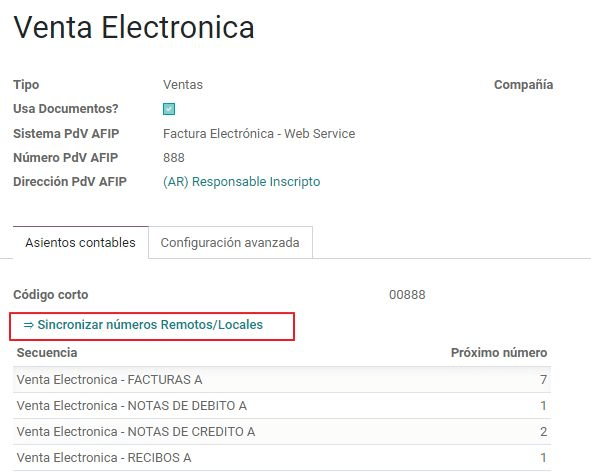 Venta Electronica
Tipo Ventas Compañía
Usa Documentos?
Sistema PdV AFIP Factura Electrónica - Web Service
Número PdV AFIP 888
Dirección PdV AFIP (AR) Responsable Inscripto
Asientos contables Configuración avanzada
Código corto 00888
⇒ Sincronizar números Remotos/Locales
Secuencia Próximo número
Venta Electronica - FACTURAS A 7
Venta Electronica - NOTAS DE DEBITO A 1
Venta Electronica - NOTAS DE CREDITO A 2
Venta Electronica - RECIBOS A 1